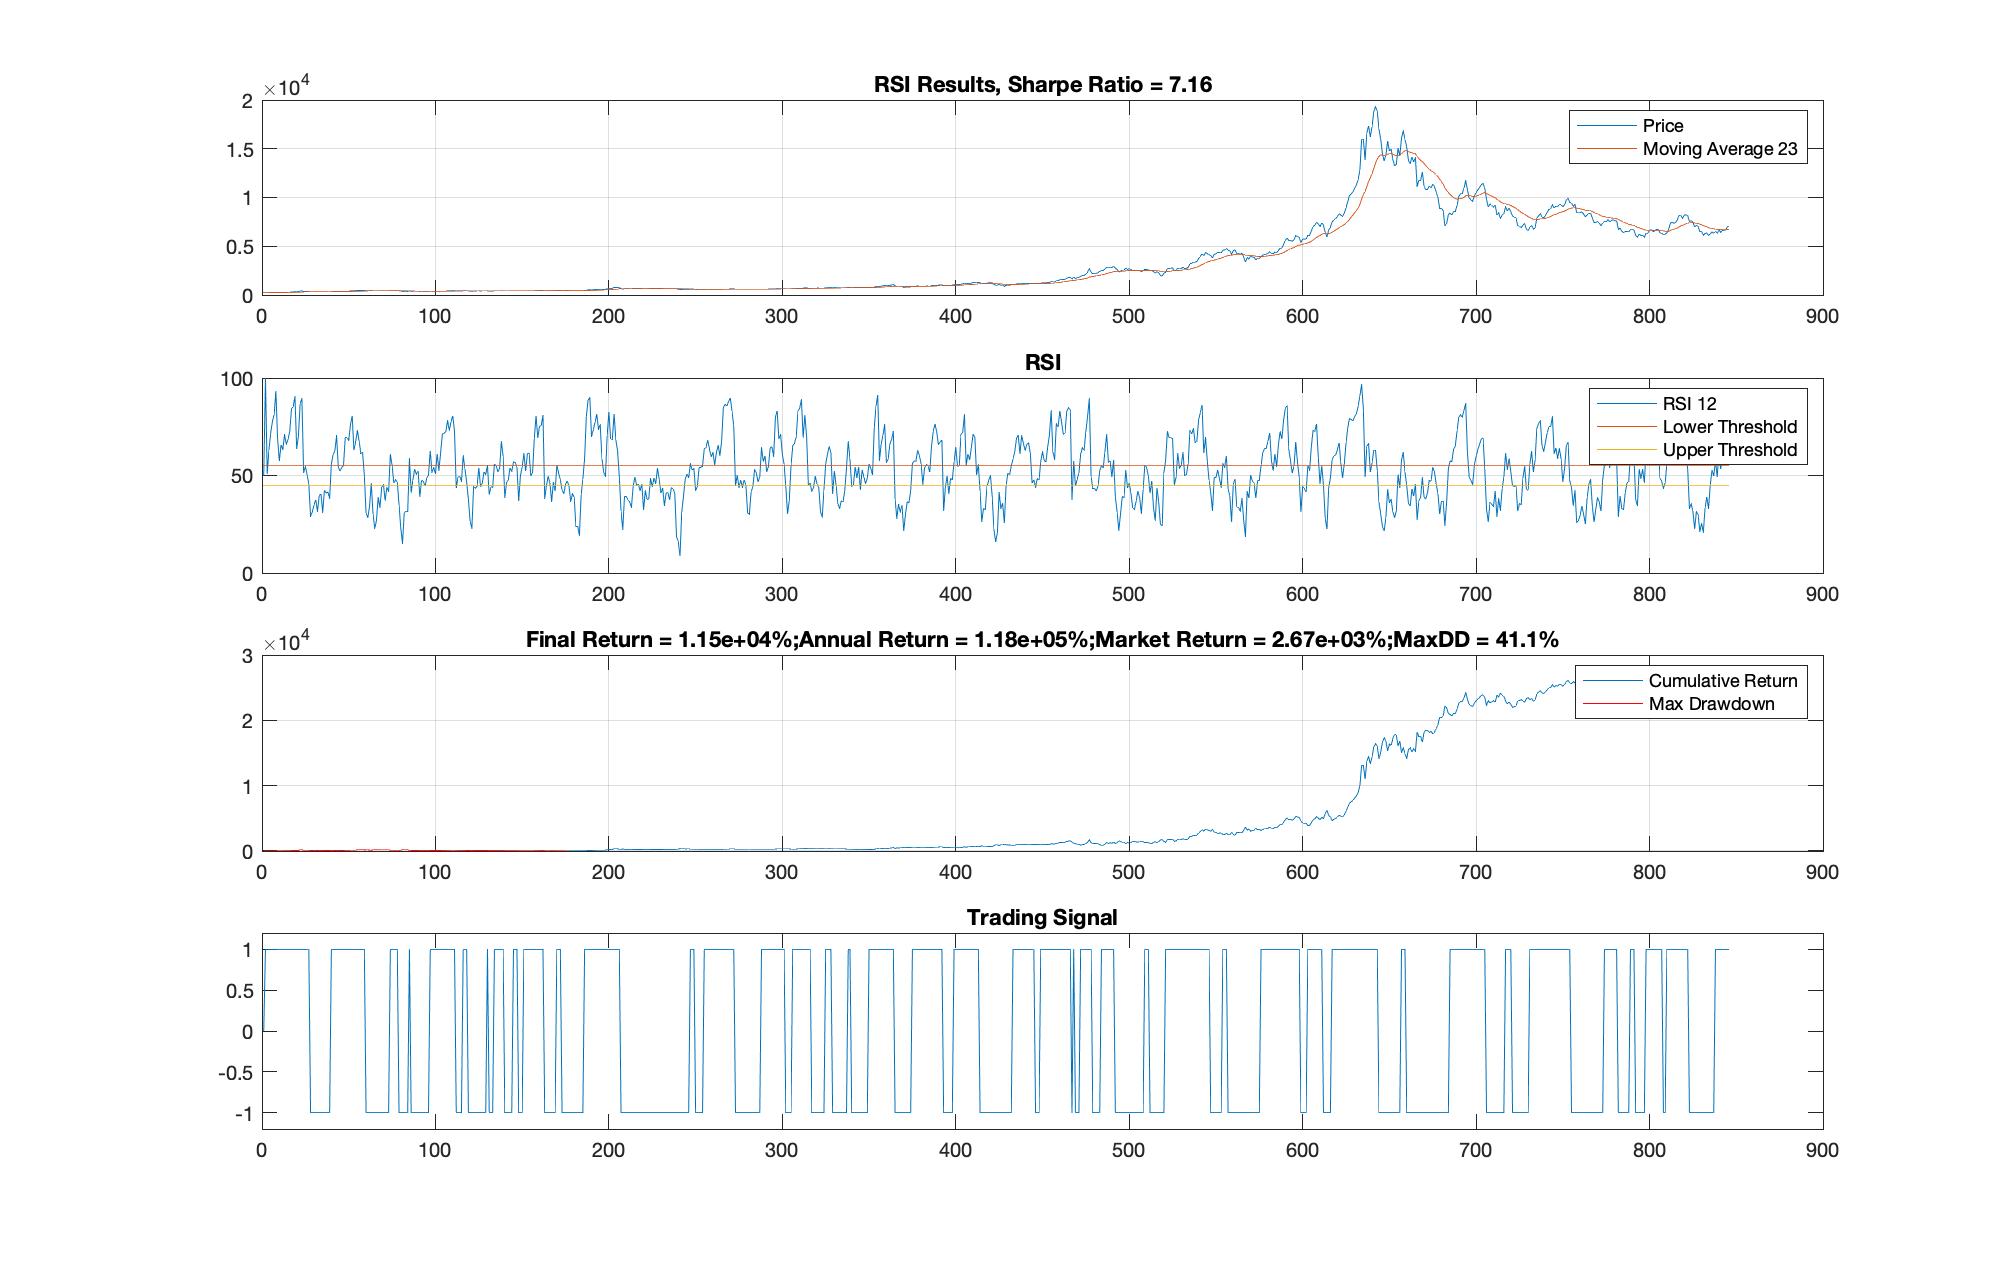 RSI Results, Sharpe Ratio = 7.16
×10⁴
2
1.5
1
0.5
0
Price
Moving Average 23
0 100 200 300 400 500 600 700 800 900
RSI
100
50
0
RSI 12
Lower Threshold
Upper Threshold
0 100 200 300 400 500 600 700 800 900
Final Return = 1.15e+04%;Annual Return = 1.18e+05%;Market Return = 2.67e+03%;MaxDD = 41.1%
×10⁴
3
2
1
0
Cumulative Return
Max Drawdown
0 100 200 300 400 500 600 700 800 900
Trading Signal
1
0.5
0
-0.5
-1
0 100 200 300 400 500 600 700 800 900